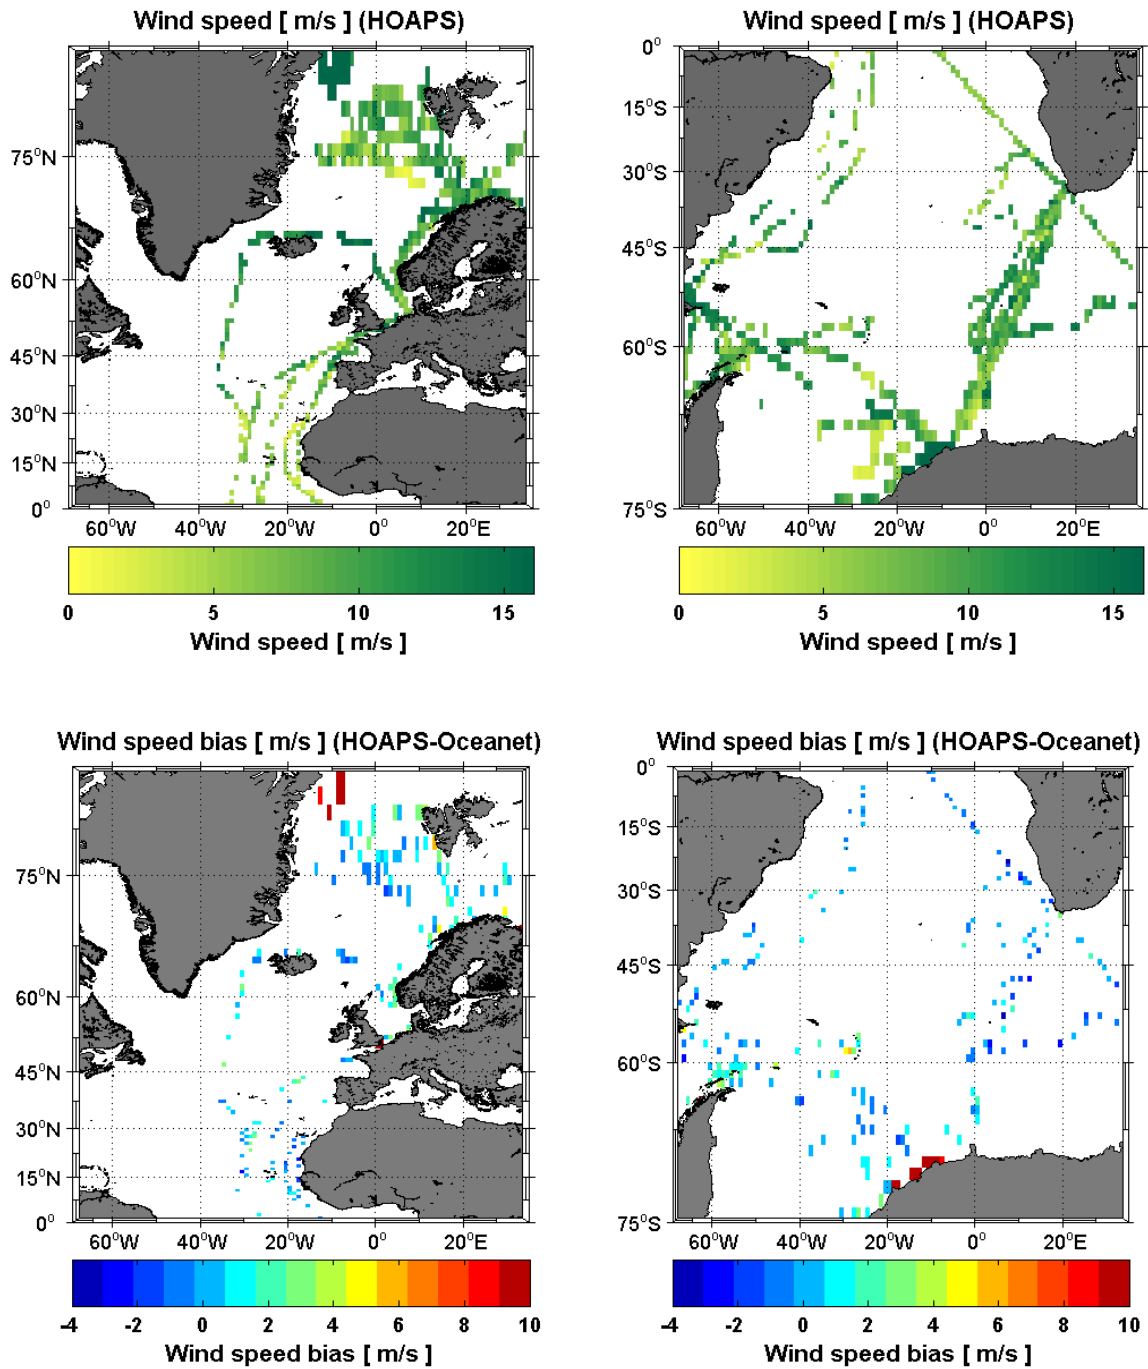 Wind speed [ m/s ] (HOAPS)
75°N
60°N
45°N
30°N
15°N
0°
60°W 40°W 20°W 0° 20°E
0 5 10 15
Wind speed [ m/s ]
Wind speed [ m/s ] (HOAPS)
0°
15°S
30°S
45°S
60°S
75°S
60°W 40°W 20°W 0° 20°E
0 5 10 15
Wind speed [ m/s ]
Wind speed bias [ m/s ] (HOAPS-Oceanet)
75°N
60°N
45°N
30°N
15°N
0°
60°W 40°W 20°W 0° 20°E
-4 -2 0 2 4 6 8 10
Wind speed bias [ m/s ]
Wind speed bias [ m/s ] (HOAPS-Oceanet)
0°
15°S
30°S
45°S
60°S
75°S
60°W 40°W 20°W 0° 20°E
-4 -2 0 2 4 6 8 10
Wind speed bias [ m/s ]